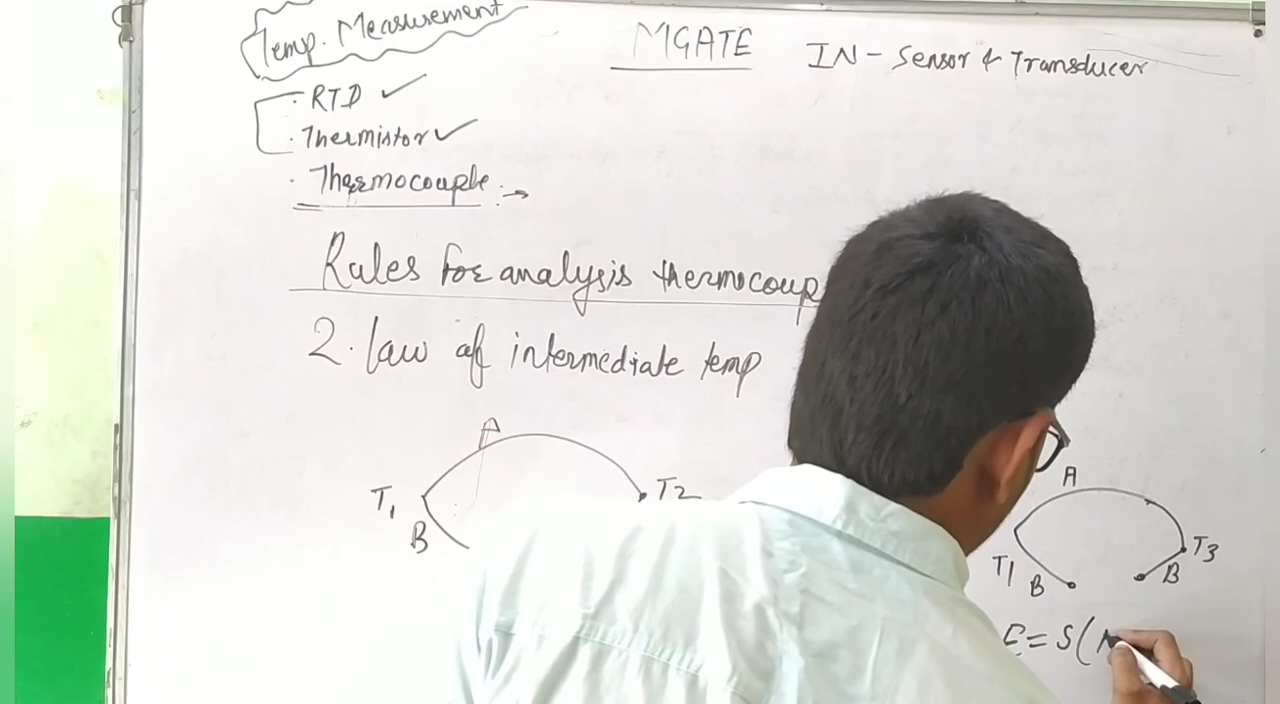 Temp. Measurement
MGATE
IN - Sensor & Transducer
· RTD ✓
· Thermistor ✓
· Thermocouple :→
Rules for analysis thermocoup
2. law of intermediate temp
A
T1
T2
B
A
T1
T3
B
B
E = S(